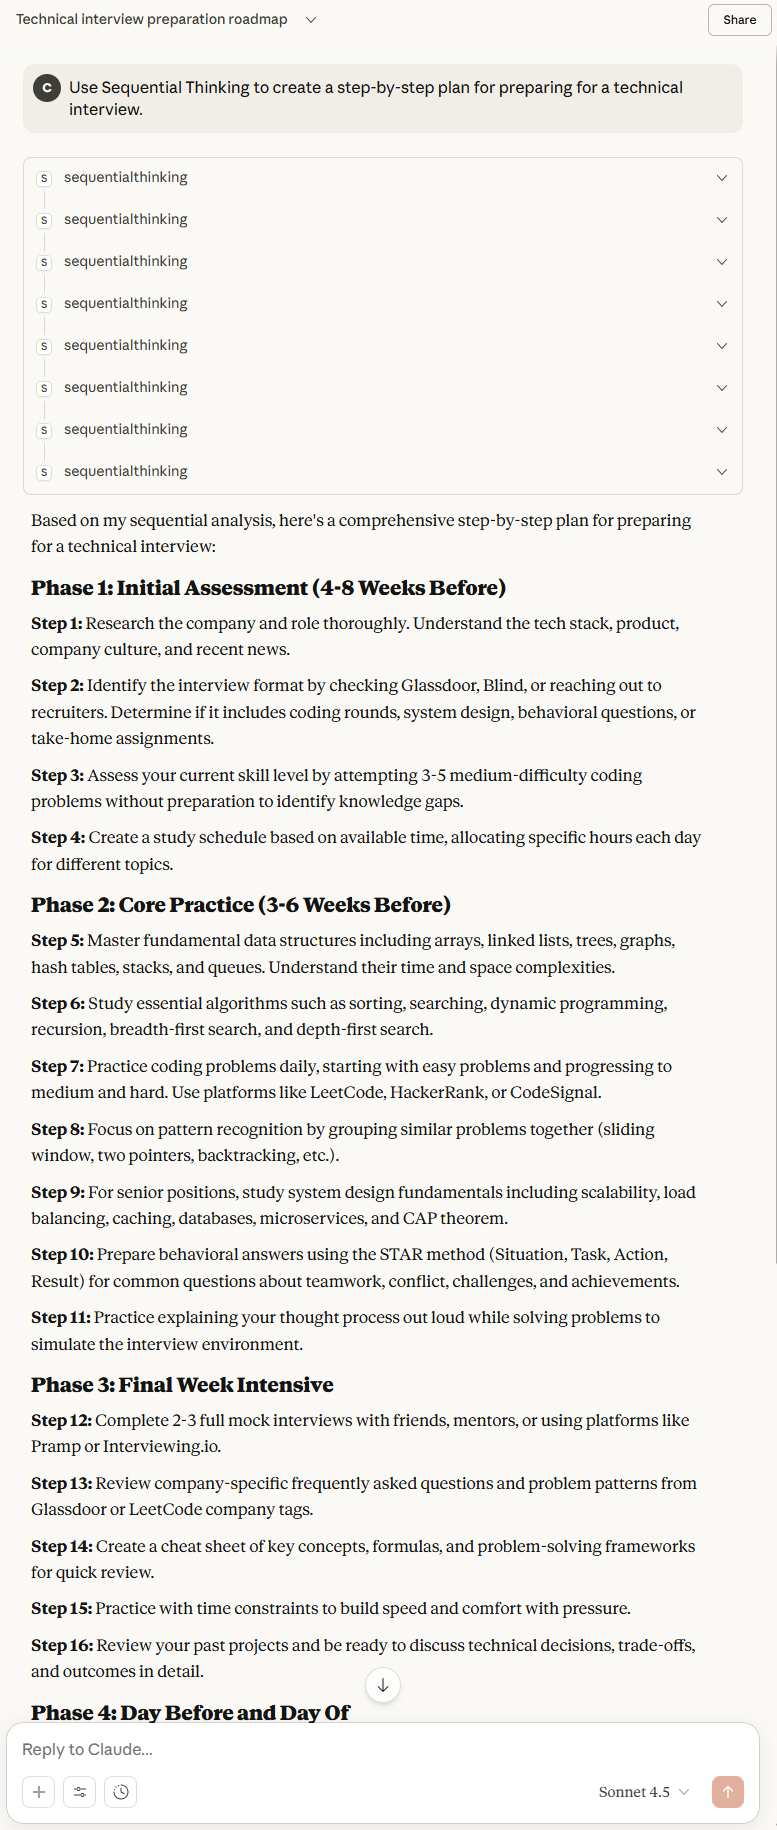 Technical interview preparation roadmap
Share
C
Use Sequential Thinking to create a step-by-step plan for preparing for a technical
interview.
S sequentialthinking
S sequentialthinking
S sequentialthinking
S sequentialthinking
S sequentialthinking
S sequentialthinking
S sequentialthinking
S sequentialthinking
Based on my sequential analysis, here's a comprehensive step-by-step plan for preparing
for a technical interview:
Phase 1: Initial Assessment (4-8 Weeks Before)
Step 1: Research the company and role thoroughly. Understand the tech stack, product,
company culture, and recent news.
Step 2: Identify the interview format by checking Glassdoor, Blind, or reaching out to
recruiters. Determine if it includes coding rounds, system design, behavioral questions, or
take-home assignments.
Step 3: Assess your current skill level by attempting 3-5 medium-difficulty coding
problems without preparation to identify knowledge gaps.
Step 4: Create a study schedule based on available time, allocating specific hours each day
for different topics.
Phase 2: Core Practice (3-6 Weeks Before)
Step 5: Master fundamental data structures including arrays, linked lists, trees, graphs,
hash tables, stacks, and queues. Understand their time and space complexities.
Step 6: Study essential algorithms such as sorting, searching, dynamic programming,
recursion, breadth-first search, and depth-first search.
Step 7: Practice coding problems daily, starting with easy problems and progressing to
medium and hard. Use platforms like LeetCode, HackerRank, or CodeSignal.
Step 8: Focus on pattern recognition by grouping similar problems together (sliding
window, two pointers, backtracking, etc.).
Step 9: For senior positions, study system design fundamentals including scalability, load
balancing, caching, databases, microservices, and CAP theorem.
Step 10: Prepare behavioral answers using the STAR method (Situation, Task, Action,
Result) for common questions about teamwork, conflict, challenges, and achievements.
Step 11: Practice explaining your thought process out loud while solving problems to
simulate the interview environment.
Phase 3: Final Week Intensive
Step 12: Complete 2-3 full mock interviews with friends, mentors, or using platforms like
Pramp or Interviewing.io.
Step 13: Review company-specific frequently asked questions and problem patterns from
Glassdoor or LeetCode company tags.
Step 14: Create a cheat sheet of key concepts, formulas, and problem-solving frameworks
for quick review.
Step 15: Practice with time constraints to build speed and comfort with pressure.
Step 16: Review your past projects and be ready to discuss technical decisions, trade-offs,
and outcomes in detail.
Phase 4: Day Before and Day Of
Reply to Claude...
Sonnet 4.5